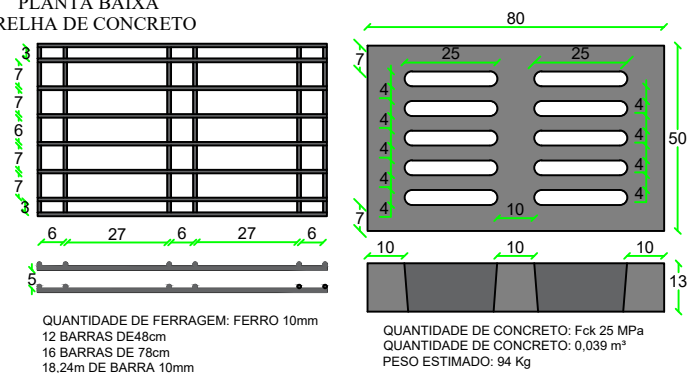 PLANTA BAIXA
RELHA DE CONCRETO
3
7
7
6
7
7
3
6 27 6 27 6
5
QUANTIDADE DE FERRAGEM: FERRO 10mm
12 BARRAS DE48cm
16 BARRAS DE 78cm
18,24m DE BARRA 10mm
80
7
25 25
4
4
4
4
4
4
4
4
4
4
4
4
50
7
10
10 10 10
13
QUANTIDADE DE CONCRETO: Fck 25 MPa
QUANTIDADE DE CONCRETO: 0,039 m³
PESO ESTIMADO: 94 Kg